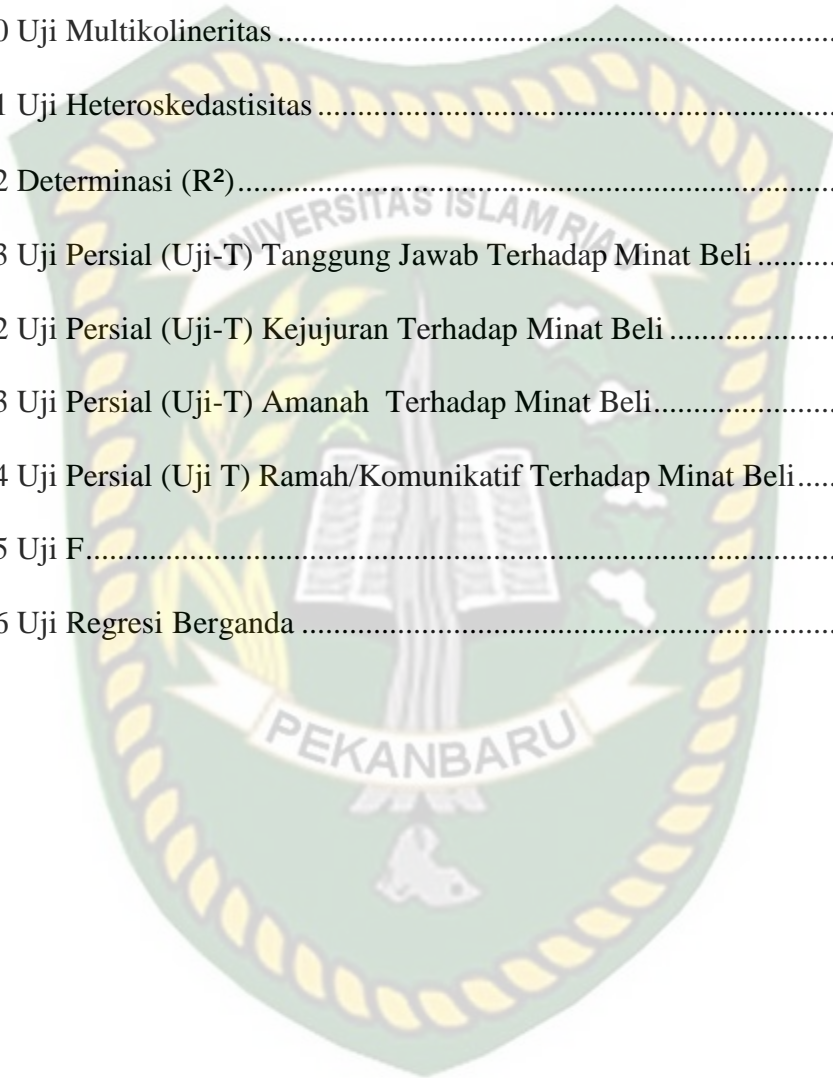 0 Uji Multikolineritas ........................................................................................
1 Uji Heteroskedastisitas ..................................................................................
2 Determinasi (R²)..............................................................................................
UNIVERSITAS ISLAM RIAU
3 Uji Persial (Uji-T) Tanggung Jawab Terhadap Minat Beli ...........
2 Uji Persial (Uji-T) Kejujuran Terhadap Minat Beli ........................
3 Uji Persial (Uji-T) Amanah Terhadap Minat Beli...........................
4 Uji Persial (Uji T) Ramah/Komunikatif Terhadap Minat Beli.....
5 Uji F.................................................................................................................
6 Uji Regresi Berganda .....................................................................................
PEKANBARU